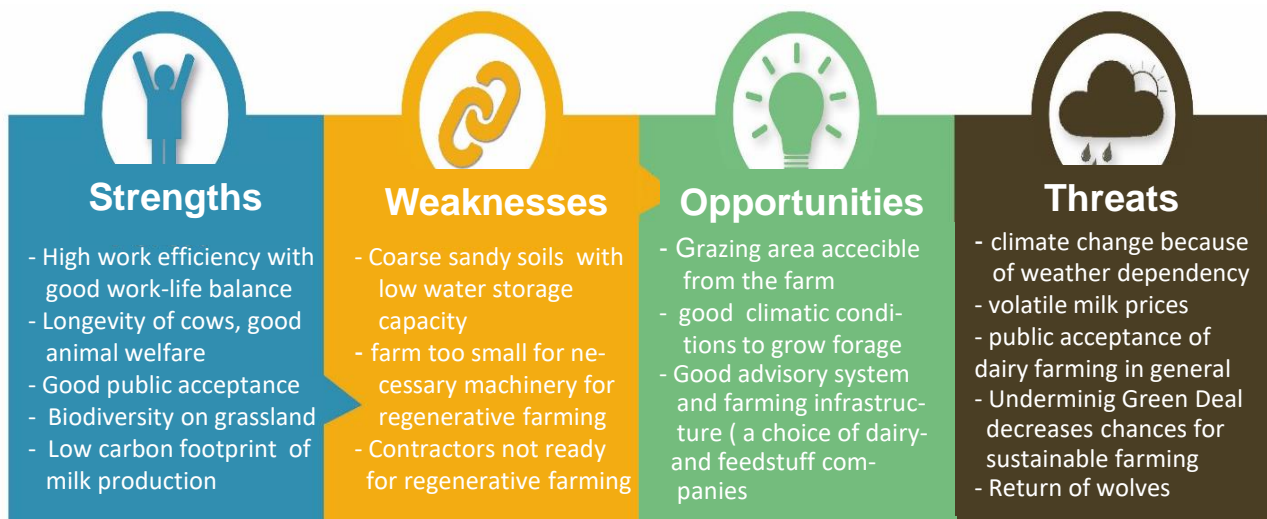 Strengths
- High work efficiency with
good work-life balance
- Longevity of cows, good
animal welfare
- Good public acceptance
- Biodiversity on grassland
- Low carbon footprint of
milk production
Weaknesses
- Coarse sandy soils with
low water storage
capacity
- farm too small for ne-
cessary machinery for
regenerative farming
- Contractors not ready
for regenerative farming
Opportunities
- Grazing area accecible
from the farm
- good climatic condi-
tions to grow forage
- Good advisory system
and farming infrastruc-
ture ( a choice of dairy-
and feedstuff com-
panies
Threats
- climate change because
of weather dependency
- volatile milk prices
- public acceptance of
dairy farming in general
- Underminig Green Deal
decreases chances for
sustainable farming
- Return of wolves